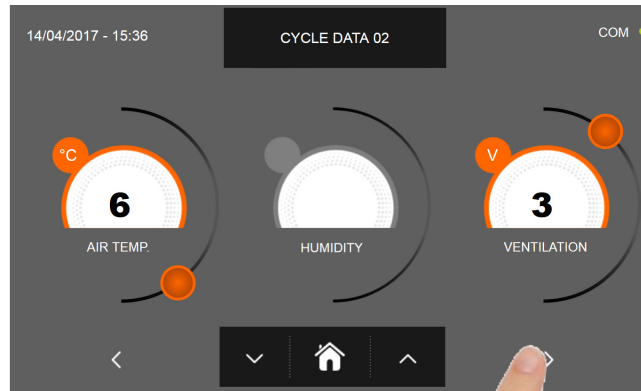 14/04/2017 - 15:36
CYCLE DATA 02
COM
°C
V
6
3
AIR TEMP.
HUMIDITY
VENTILATION